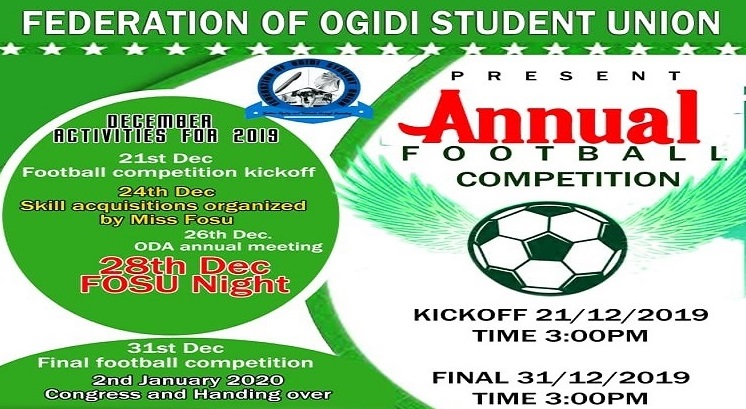 FEDERATION OF OGIDI STUDENT UNION
PRESENT
Annual
FOOTBALL
COMPETITION
DECEMBER
ACTIVITIES FOR 2019
21st Dec
Football competition kickoff
24th Dec
Skill acquisitions organized
by Miss Fosu
26th Dec.
ODA annual meeting
28th Dec
FOSU Night
31st Dec
Final football competition
2nd January 2020
Congress and Handing over
KICKOFF 21/12/2019
TIME 3:00PM
FINAL 31/12/2019
TIME 3:00PM